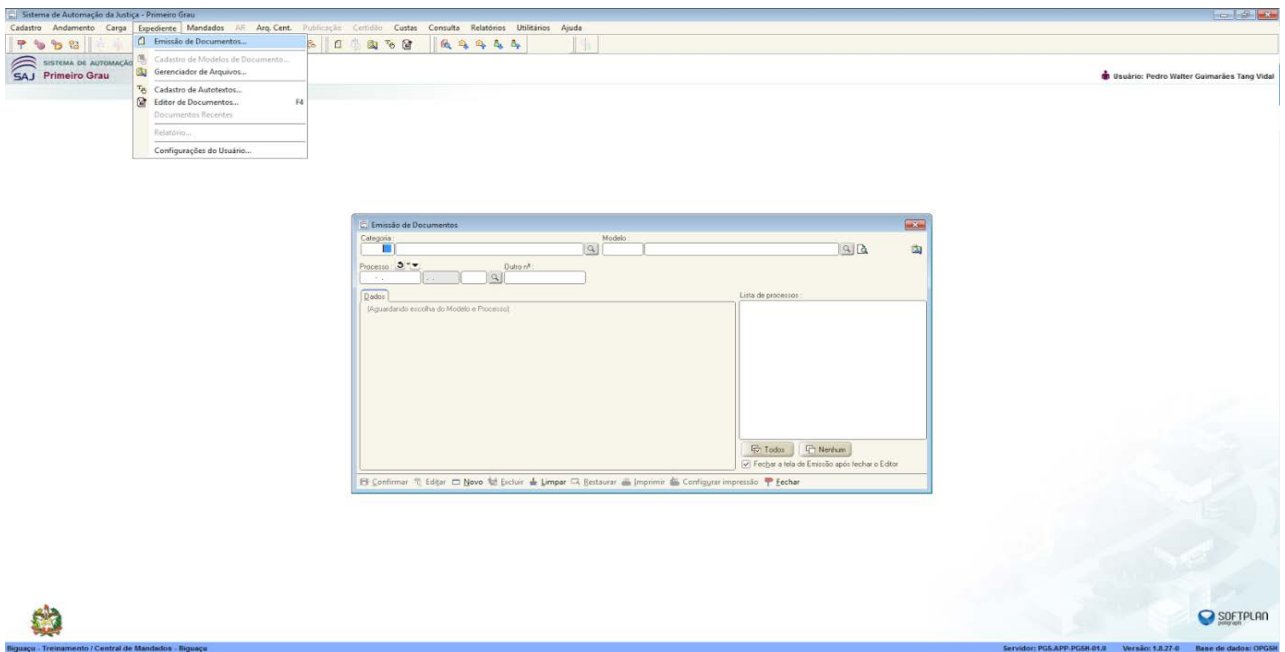 Sistema de Automação da Justiça - Primeiro Grau
Cadastro Andamento Carga Expediente Mandados AR Arq. Cent. Publicação Certidão Custas Consulta Relatórios Utilitários Ajuda
Emissão de Documentos...
Cadastro de Modelos de Documento...
Gerenciador de Arquivos...
Cadastro de Autotextos...
Editor de Documentos... F4
Documentos Recentes
Relatório...
Configurações do Usuário...
SISTEMA DE AUTOMAÇÃO
SAJ Primeiro Grau
Usuário: Pedro Walter Guimarães Tang Vidal
Emissão de Documentos
Categoria : Modelo :
Processo : Outro nº :
Dados Lista de processos :
(Aguardando escolha do Modelo e Processo)
Todos Nenhum
Fechar a tela de Emissão após fechar o Editor
Confirmar Editar Novo Excluir Limpar Restaurar Imprimir Configurar impressão Fechar
SOFTPLAN
Biguaçu - Treinamento / Central de Mandados - Biguaçu Servidor: PG5.APP-PG5H-01.II Versão: 1.8.27-0 Base de dados: OPG5H